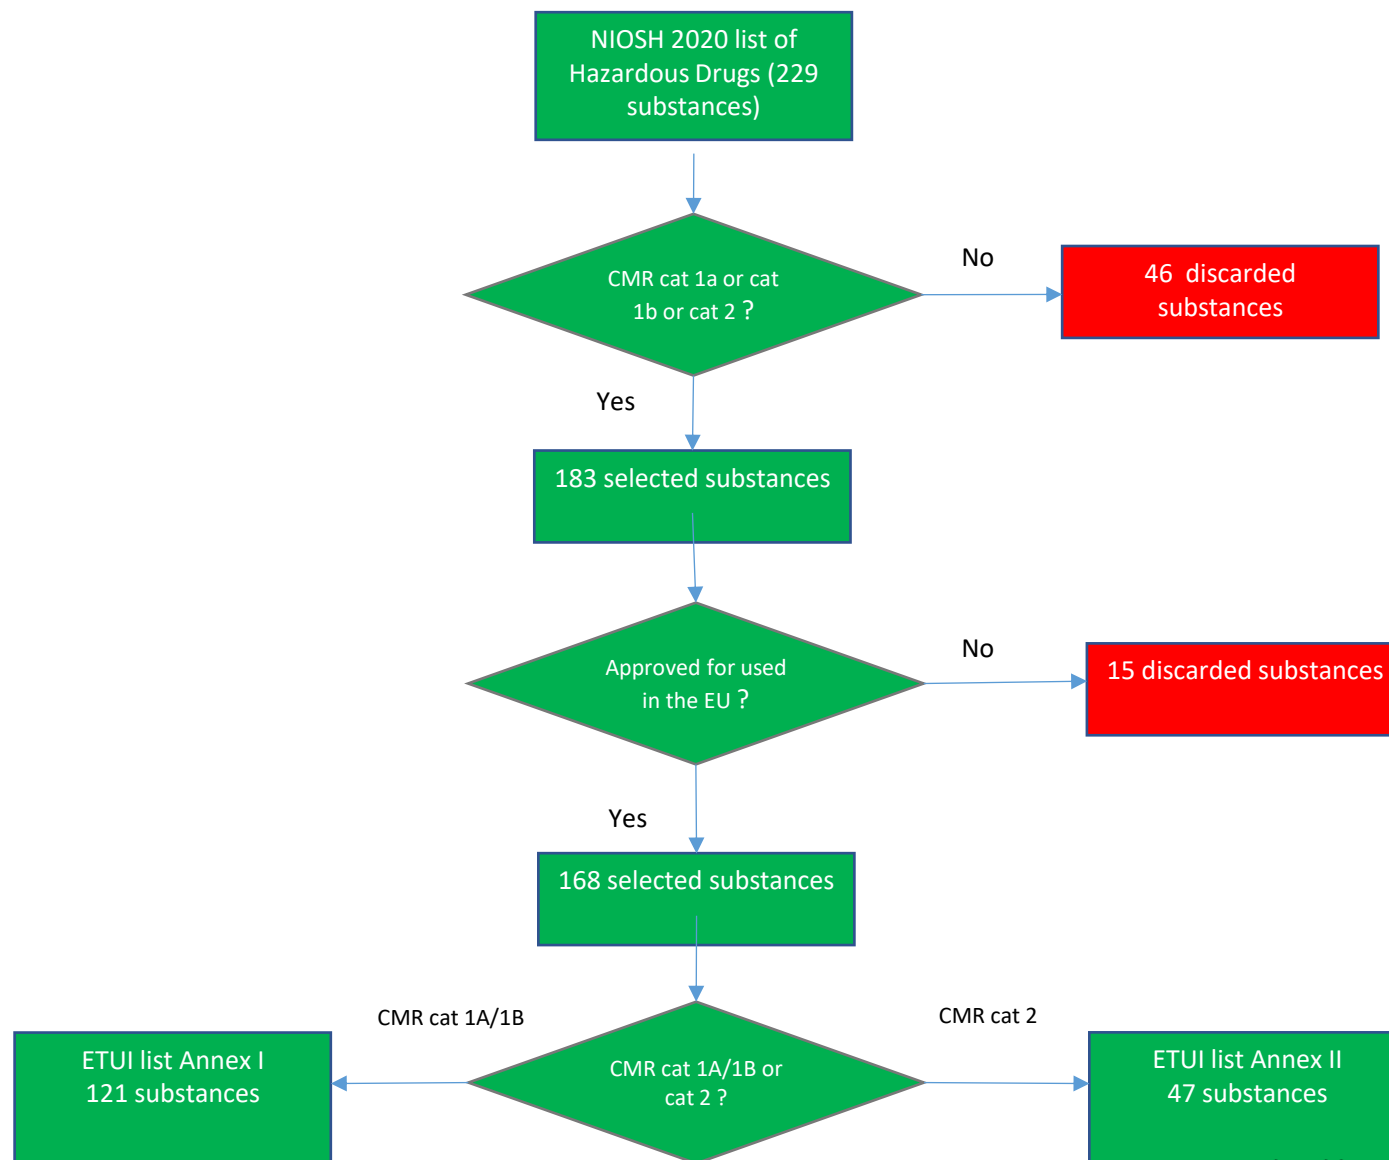 NIOSH 2020 list of
Hazardous Drugs (229
substances)
CMR cat 1a or cat
1b or cat 2 ?
No
46 discarded
substances
Yes
183 selected substances
Approved for used
in the EU ?
No
15 discarded substances
Yes
168 selected substances
CMR cat 1A/1B
CMR cat 2
ETUI list Annex I
121 substances
CMR cat 1A/1B or
cat 2 ?
ETUI list Annex II
47 substances